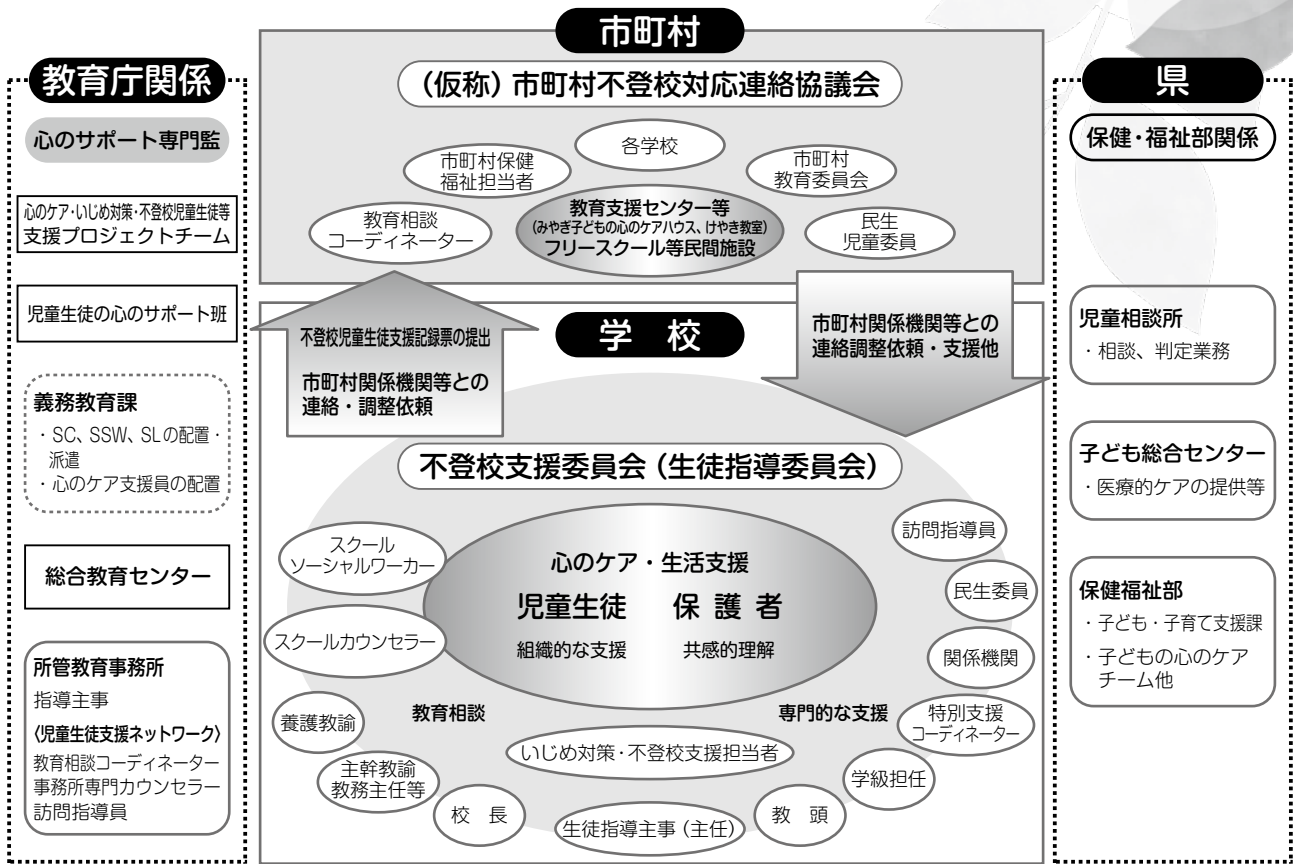 教育庁関係
心のサポート専門監
心のケア・いじめ対策・不登校児童生徒等
支援プロジェクトチーム
児童生徒の心のサポート班
義務教育課
・SC、SSW、SLの配置・
派遣
・心のケア支援員の配置
総合教育センター
所管教育事務所
指導主事
〈児童生徒支援ネットワーク〉
教育相談コーディネーター
事務所専門カウンセラー
訪問指導員
市町村
（仮称）市町村不登校対応連絡協議会
各学校
市町村保健
福祉担当者
市町村
教育委員会
教育相談
コーディネーター
教育支援センター等
（みやぎ子どもの心のケアハウス、けやき教室）
フリースクール等民間施設
民生
児童委員
不登校児童生徒支援記録票の提出
市町村関係機関等との
連絡・調整依頼
学　校
市町村関係機関等との
連絡調整依頼・支援他
不登校支援委員会（生徒指導委員会）
スクール
ソーシャルワーカー
スクールカウンセラー
養護教諭
主幹教諭
教務主任等
校　長
生徒指導主事（主任）
教　頭
学級担任
特別支援
コーディネーター
関係機関
民生委員
訪問指導員
心のケア・生活支援
児童生徒　保護者
組織的な支援　共感的理解
教育相談
専門的な支援
いじめ対策・不登校支援担当者
県
保健・福祉部関係
児童相談所
・相談、判定業務
子ども総合センター
・医療的ケアの提供等
保健福祉部
・子ども・子育て支援課
・子どもの心のケア
チーム他